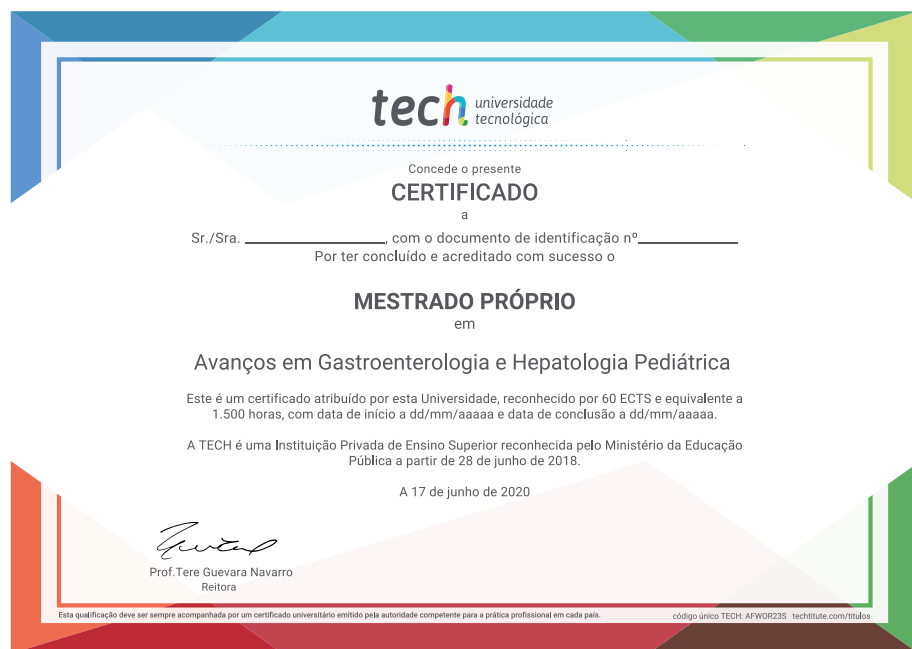 tech universidade
tecnológica
Concede o presente
CERTIFICADO
a
Sr./Sra. ________________, com o documento de identificação nº____________
Por ter concluído e acreditado com sucesso o
MESTRADO PRÓPRIO
em
Avanços em Gastroenterologia e Hepatologia Pediátrica
Este é um certificado atribuído por esta Universidade, reconhecido por 60 ECTS e equivalente a
1.500 horas, com data de início a dd/mm/aaaaa e data de conclusão a dd/mm/aaaaa.
A TECH é uma Instituição Privada de Ensino Superior reconhecida pelo Ministério da Educação
Pública a partir de 28 de junho de 2018.
A 17 de junho de 2020
Prof.Tere Guevara Navarro
Reitora
Esta qualificação deve ser sempre acompanhada por um certificado universitário emitido pela autoridade competente para a prática profissional em cada país.
código único TECH: AFWOR23S techtitute.com/titulos